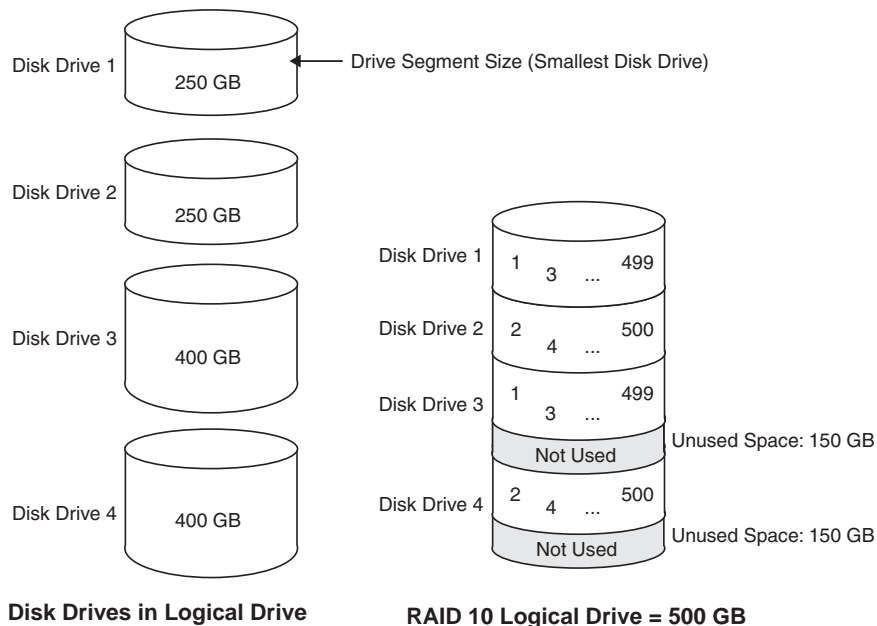 Disk Drive 1
250 GB
Drive Segment Size (Smallest Disk Drive)
Disk Drive 2
250 GB
Disk Drive 3
400 GB
Disk Drive 4
400 GB
Disk Drives in Logical Drive
Disk Drive 1
1 3 ... 499
Disk Drive 2
2 4 ... 500
Disk Drive 3
1 3 ... 499
Not Used
Unused Space: 150 GB
Disk Drive 4
2 4 ... 500
Not Used
Unused Space: 150 GB
RAID 10 Logical Drive = 500 GB